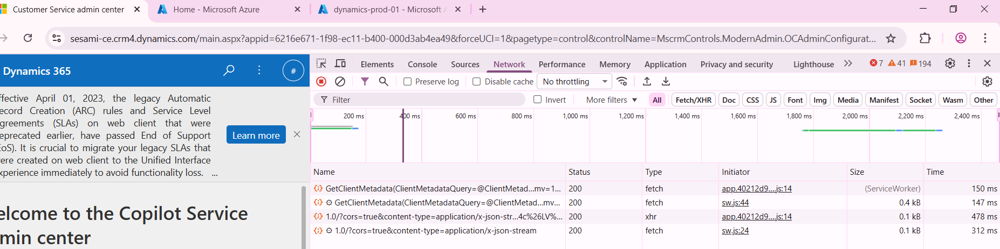 Customer Service admin center
Home - Microsoft Azure
dynamics-prod-01 - Microsoft A
sesami-ce.crm4.dynamics.com/main.aspx?appid=6216e671-1f98-ec11-b400-000d3ab4ea49&forceUCI=1&pagetype=control&controlName=MscrmControls.ModernAdmin.OCAdminConfigurat...
Dynamics 365
#
ffective April 01, 2023, the legacy Automatic
ecord Creation (ARC) rules and Service Level
greements (SLAs) on web client that were
eprecated earlier, have passed End of Support
EoS). It is crucial to migrate your legacy SLAs that
vere created on web client to the Unified Interface
xperience immediately to avoid functionality loss. ...
Learn more
elcome to the Copilot Service
dmin center
Elements Console Sources Network Performance Memory Application Privacy and security Lighthouse 7 41 194
Preserve log Disable cache No throttling
Filter Invert More filters All Fetch/XHR Doc CSS JS Font Img Media Manifest Socket Wasm Other
200 ms 400 ms 600 ms 800 ms 1,000 ms 1,200 ms 1,400 ms 1,600 ms 1,800 ms 2,000 ms 2,200 ms 2,400 ms
Name Status Type Initiator Size Time
GetClientMetadata(ClientMetadataQuery=@ClientMetad...mv=1... 200 fetch app.40212d9....js:14 (ServiceWorker) 150 ms
GetClientMetadata(ClientMetadataQuery=@ClientMetad...mv... 200 fetch sw.js:44 0.4 kB 147 ms
1.0/?cors=true&content-type=application/x-json-str...4c%26LV%... 200 xhr app.40212d9....js:14 0.1 kB 478 ms
1.0/?cors=true&content-type=application/x-json-stream 200 fetch sw.js:24 0.1 kB 312 ms